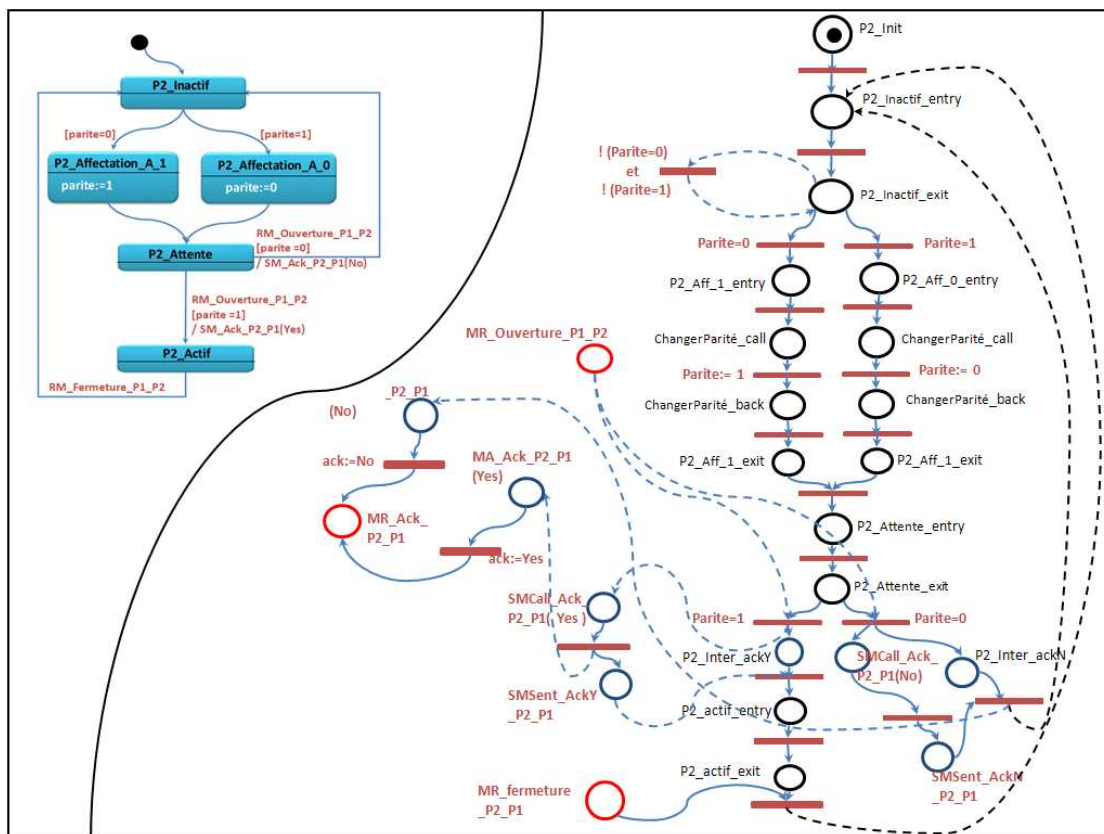 P2_Inactif
[parite=0]
[parite=1]
P2_Affectation_A_1
parite:=1
P2_Affectation_A_0
parite:=0
P2_Attente
RM_Ouverture_P1_P2
[parite =0]
/ SM_Ack_P2_P1(No)
RM_Ouverture_P1_P2
[parite =1]
/ SM_Ack_P2_P1(Yes)
P2_Actif
RM_Fermeture_P1_P2
P2_Init
P2_Inactif_entry
! (Parite=0)
et
! (Parite=1)
P2_Inactif_exit
Parite=0
Parite=1
P2_Aff_1_entry
P2_Aff_0_entry
MR_Ouverture_P1_P2
ChangerParité_call
ChangerParité_call
Parite:= 1
Parite:= 0
ChangerParité_back
ChangerParité_back
_P2_P1
(No)
P2_Aff_1_exit
P2_Aff_1_exit
ack:=No
MA_Ack_P2_P1
(Yes)
MR_Ack_
P2_P1
ack:=Yes
P2_Attente_entry
P2_Attente_exit
SMCall_Ack_
P2_P1( Yes )
Parite=1
Parite=0
P2_Inter_ackY
SMCall_Ack_
P2_P1(No)
P2_Inter_ackN
SMSent_AckY
_P2_P1
P2_actif_entry
P2_actif_exit
SMSent_AckN
_P2_P1
MR_fermeture
_P2_P1